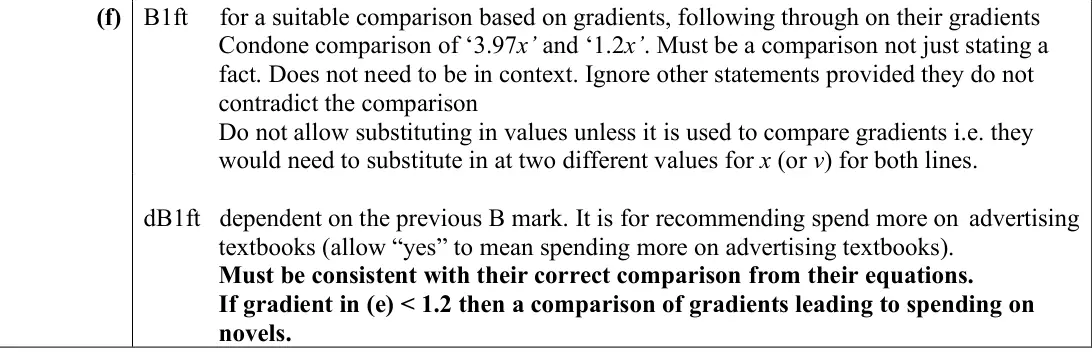 (f) B1ft for a suitable comparison based on gradients, following through on their gradients
Condone comparison of ‘3.97x’ and ‘1.2x’. Must be a comparison not just stating a
fact. Does not need to be in context. Ignore other statements provided they do not
contradict the comparison
Do not allow substituting in values unless it is used to compare gradients i.e. they
would need to substitute in at two different values for x (or v) for both lines.
dB1ft dependent on the previous B mark. It is for recommending spend more on advertising
textbooks (allow “yes” to mean spending more on advertising textbooks).
Must be consistent with their correct comparison from their equations.
If gradient in (e) < 1.2 then a comparison of gradients leading to spending on
novels.